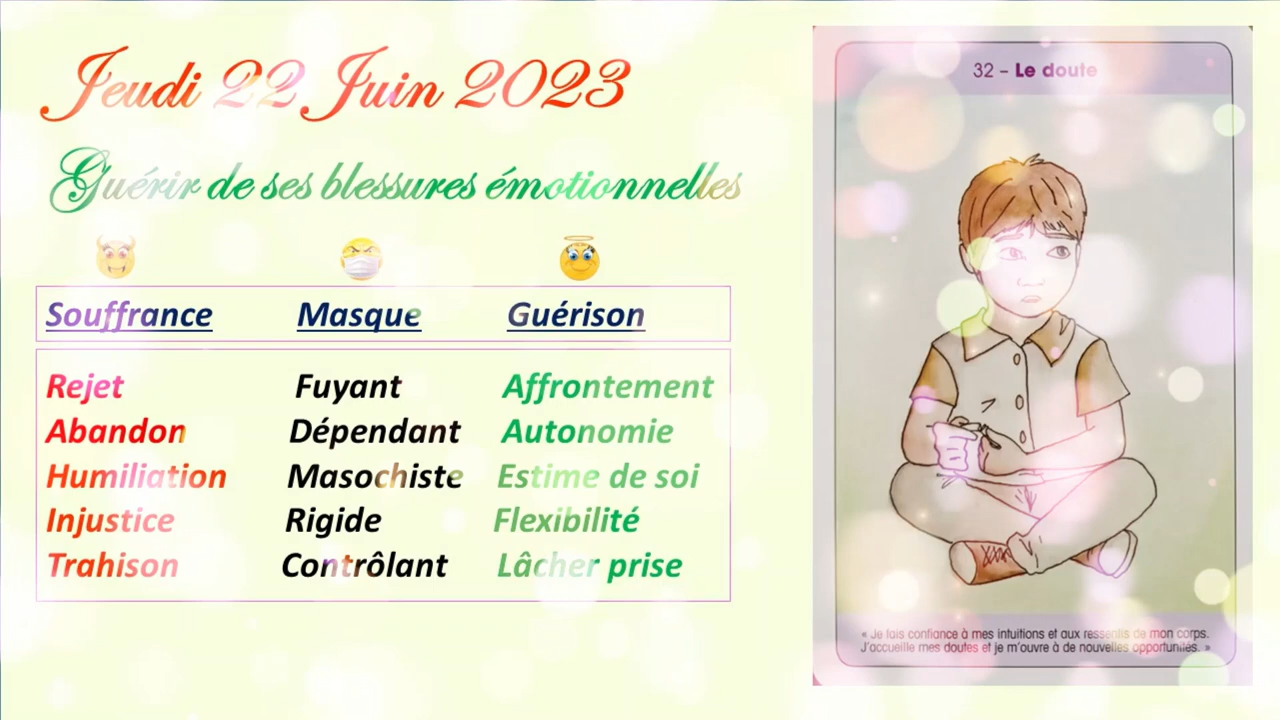 Jeudi 22 Juin 2023
Guérir de ses blessures émotionnelles
Souffrance Masque Guérison
Rejet Fuyant Affrontement
Abandon Dépendant Autonomie
Humiliation Masochiste Estime de soi
Injustice Rigide Flexibilité
Trahison Contrôlant Lâcher prise
32 – Le doute
« Je fais confiance à mes intuitions et aux ressentis de mon corps.
J'accueille mes doutes et je m'ouvre à de nouvelles opportunités. »